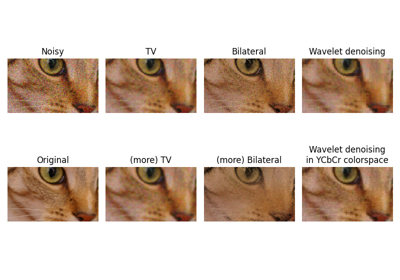 Noisy
TV
Bilateral
Wavelet denoising
Original
(more) TV
(more) Bilateral
Wavelet denoising
in YCbCr colorspace